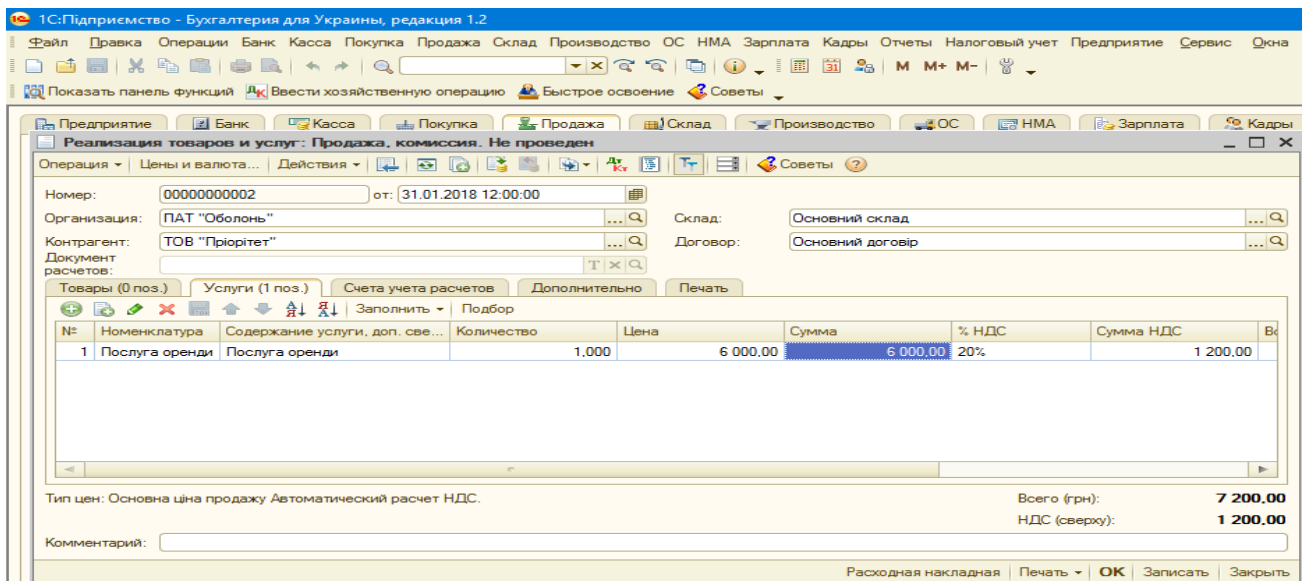 1С:Підприємство - Бухгалтерия для Украины, редакция 1.2
Файл Правка Операции Банк Касса Покупка Продажа Склад Производство ОС НМА Зарплата Кадры Отчеты Налоговый учет Предприятие Сервис Окна
M M+ M-
Показать панель функций Ввести хозяйственную операцию Быстрое освоение Советы
Предприятие Банк Касса Покупка Продажа Склад Производство ОС НМА Зарплата Кадры
Реализация товаров и услуг: Продажа, комиссия. Не проведен
Операция Цены и валюта... Действия Советы
Номер: 00000000002 от: 31.01.2018 12:00:00
Организация: ПАТ "Оболонь" Склад: Основний склад
Контрагент: ТОВ "Пріорітет" Договор: Основний договір
Документ расчетов:
Товары (0 поз.) Услуги (1 поз.) Счета учета расчетов Дополнительно Печать
Заполнить Подбор
№ Номенклатура Содержание услуги, доп. све... Количество Цена Сумма % НДС Сумма НДС
1 Послуга оренди Послуга оренди 1,000 6 000,00 6 000,00 20% 1 200,00
Тип цен: Основна ціна продажу Автоматический расчет НДС. Всего (грн): 7 200,00
НДС (сверху): 1 200,00
Комментарий:
Расходная накладная Печать OK Записать Закрыть